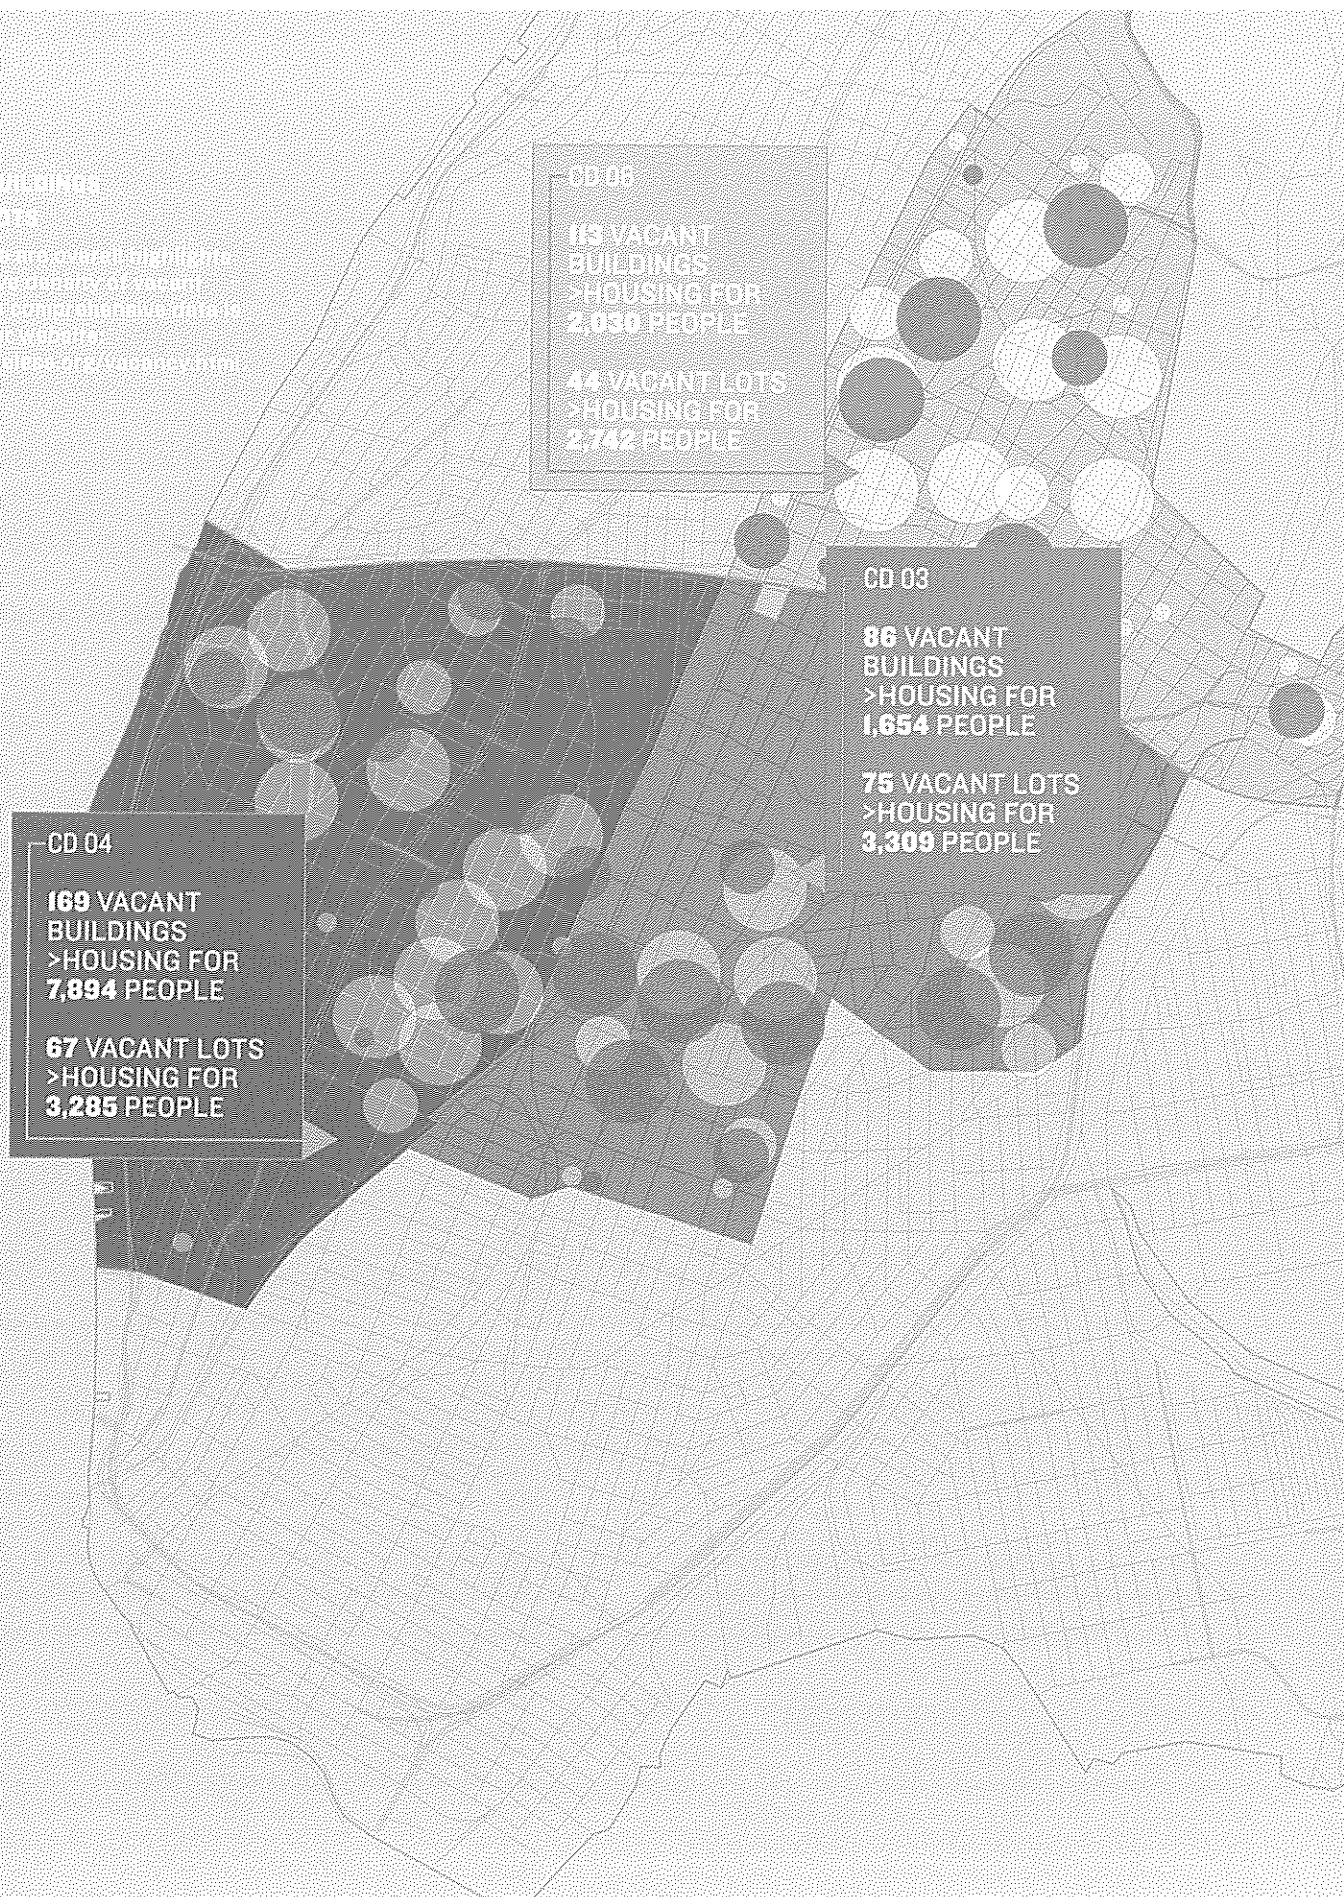 CD 06
113 VACANT
BUILDINGS
>HOUSING FOR
2,030 PEOPLE
44 VACANT LOTS
>HOUSING FOR
2,742 PEOPLE
CD 03
86 VACANT
BUILDINGS
>HOUSING FOR
1,654 PEOPLE
75 VACANT LOTS
>HOUSING FOR
3,309 PEOPLE
CD 04
169 VACANT
BUILDINGS
>HOUSING FOR
7,894 PEOPLE
67 VACANT LOTS
>HOUSING FOR
3,285 PEOPLE